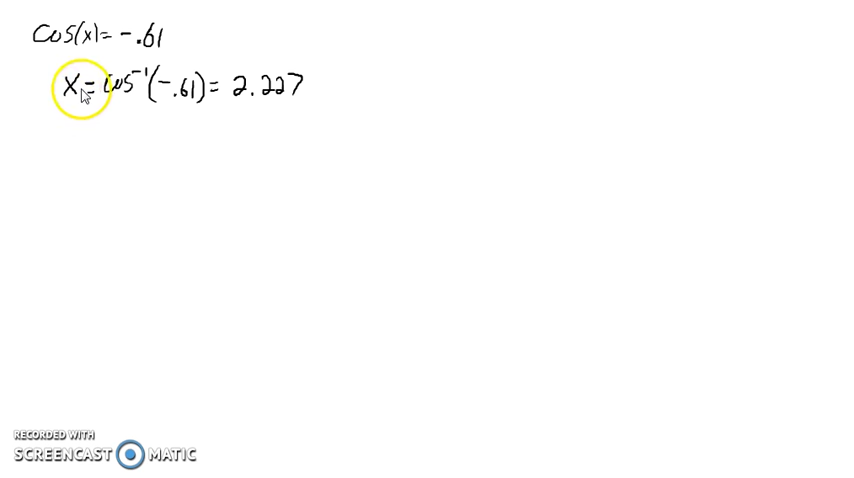 cos(x)= -.61
x = cos⁻¹(-.61) = 2.227
RECORDED WITH
SCREENCAST MATIC